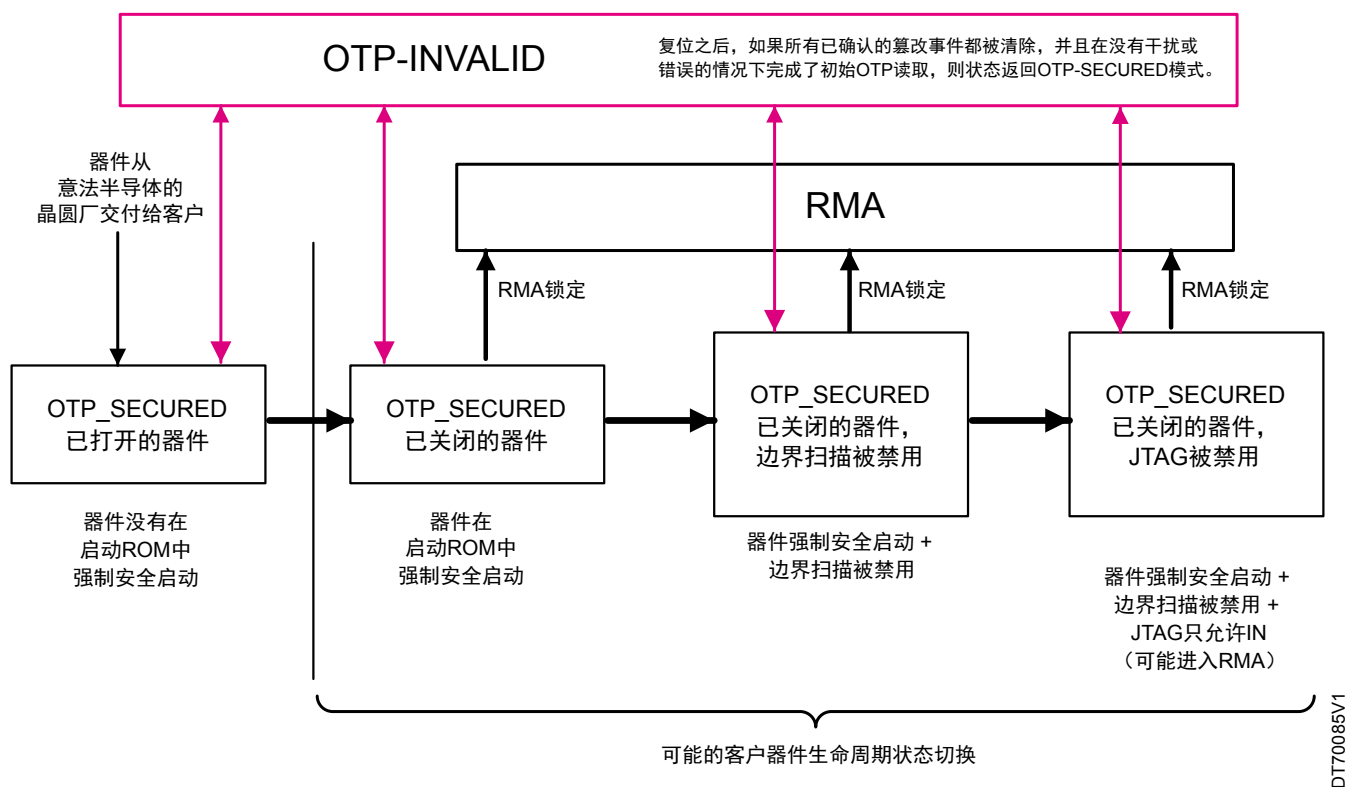 OTP-INVALID
复位之后，如果所有已确认的篡改事件都被清除，并且在没有干扰或
错误的情况下完成了初始OTP读取，则状态返回OTP-SECURED模式。
器件从
意法半导体的
晶圆厂交付给客户
RMA
RMA锁定
RMA锁定
RMA锁定
OTP_SECURED
已打开的器件
OTP_SECURED
已关闭的器件
OTP_SECURED
已关闭的器件，
边界扫描被禁用
OTP_SECURED
已关闭的器件，
JTAG被禁用
器件没有在
启动ROM中
强制安全启动
器件在
启动ROM中
强制安全启动
器件强制安全启动 +
边界扫描被禁用
器件强制安全启动 +
边界扫描被禁用 +
JTAG只允许IN
（可能进入RMA）
可能的客户器件生命周期状态切换
DT70085V1